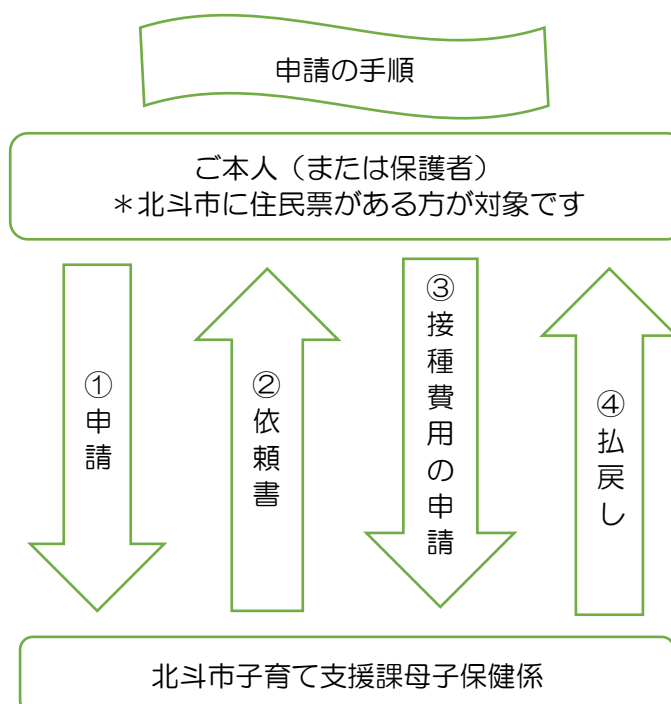 申請の手順
ご本人（または保護者）
＊北斗市に住民票がある方が対象です
①申請
②依頼書
③接種費用の申請
④払戻し
北斗市子育て支援課母子保健係